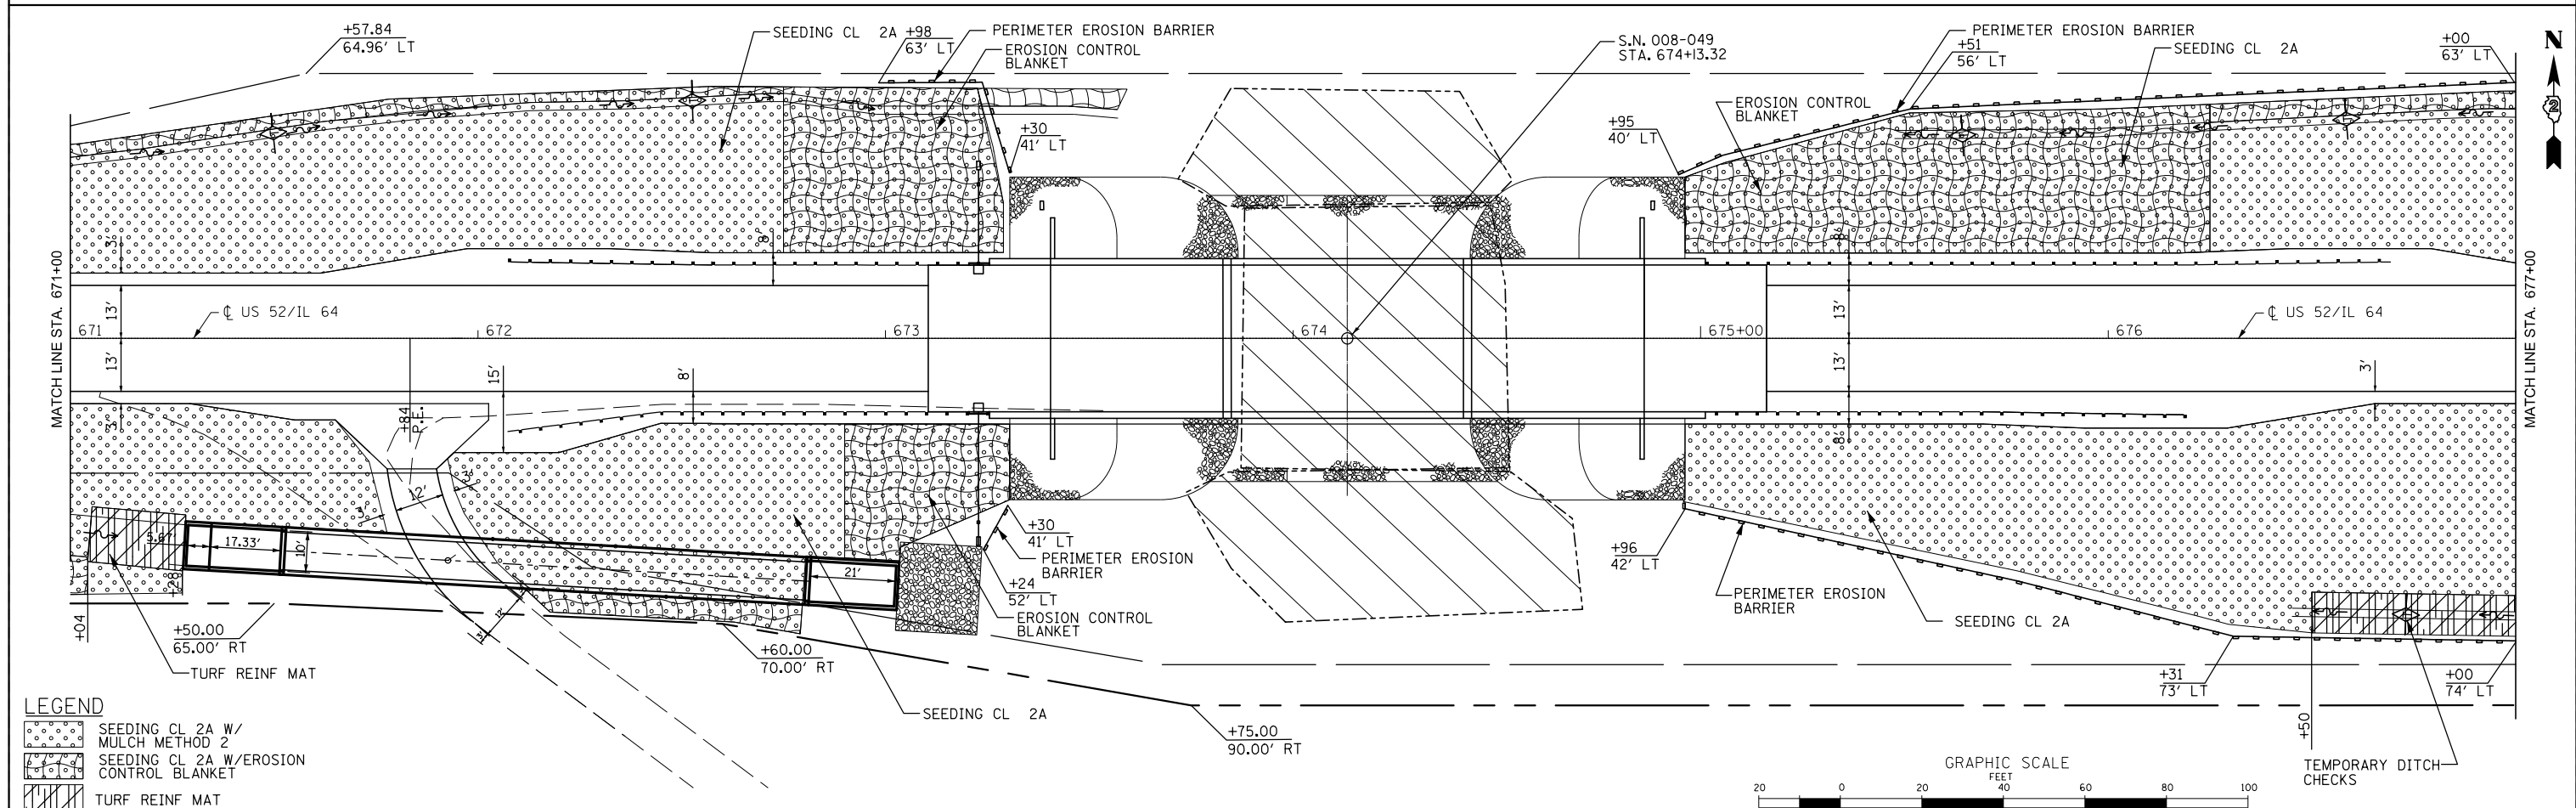 +57.84
64.96' LT
SEEDING CL 2A
+98
63' LT
PERIMETER EROSION BARRIER
EROSION CONTROL
BLANKET
S.N. 008-049
STA. 674+13.32
PERIMETER EROSION BARRIER
+51
56' LT
SEEDING CL 2A
+00
63' LT
N
2
EROSION CONTROL
BLANKET
+30
41' LT
+95
40' LT
MATCH LINE STA. 671+00
3'
8'
8'
MATCH LINE STA. 677+00
13'
℄ US 52/IL 64
13'
℄ US 52/IL 64
671
672
673
674
675+00
676
13'
15'
8'
13'
3'
+84
P.E.
3'
8'
3'
12'
3'
5.67'
17.33'
10'
21'
+30
41' LT
PERIMETER EROSION
BARRIER
+96
42' LT
+28
+04
12'
3'
+24
52' LT
EROSION CONTROL
BLANKET
PERIMETER EROSION
BARRIER
SEEDING CL 2A
+50.00
65.00' RT
+60.00
70.00' RT
TURF REINF MAT
+31
73' LT
+00
74' LT
+50
SEEDING CL 2A
+75.00
90.00' RT
TEMPORARY DITCH
CHECKS
LEGEND
SEEDING CL 2A W/
MULCH METHOD 2
SEEDING CL 2A W/EROSION
CONTROL BLANKET
TURF REINF MAT
GRAPHIC SCALE
FEET
20 0 20 40 60 80 100